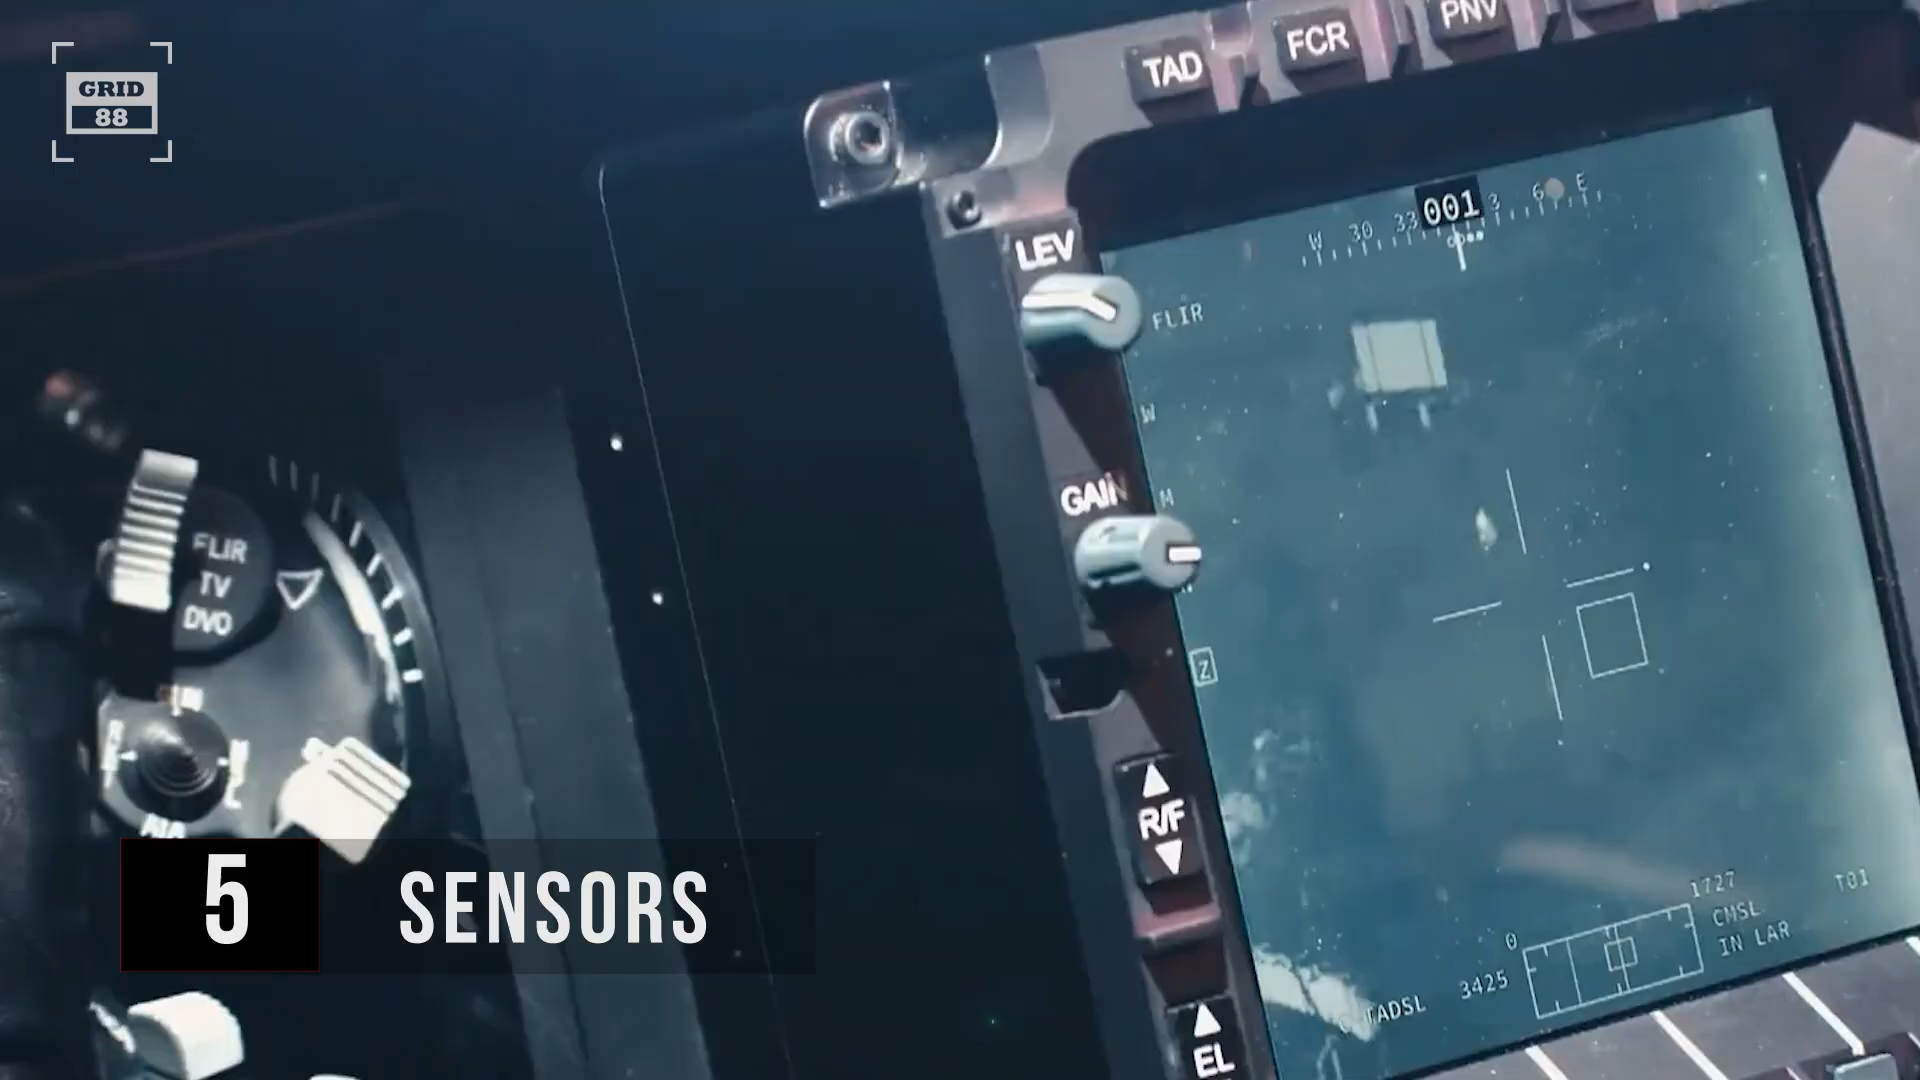 GRID
88
TAD
FCR
PNV
LEV
001
W 30 33 3 6 E
FLIR
W
GAIN
M
FLIR
TV
DVO
Z
R/F
5
SENSORS
1727
T01
CMSL
0
IN LAR
3425
TADSL
EL